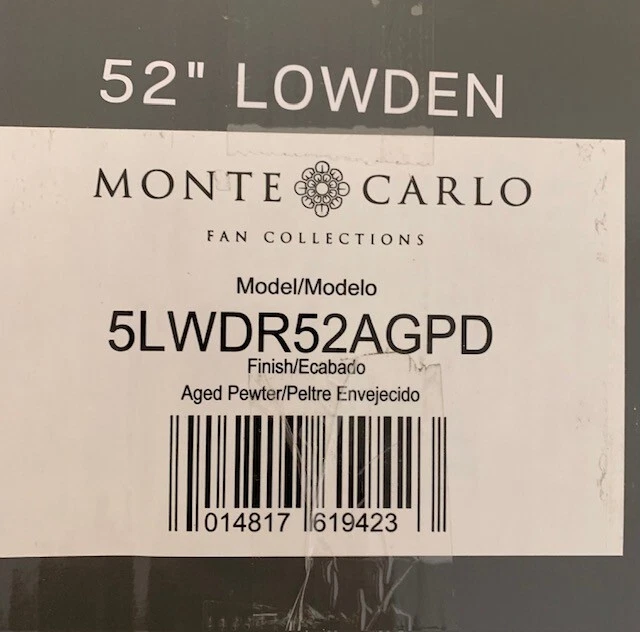 52" LOWDEN
MONTE CARLO
FAN COLLECTIONS
Model/Modelo
5LWDR52AGPD
Finish/Ecabado
Aged Pewter/Peltre Envejecido
014817 619423